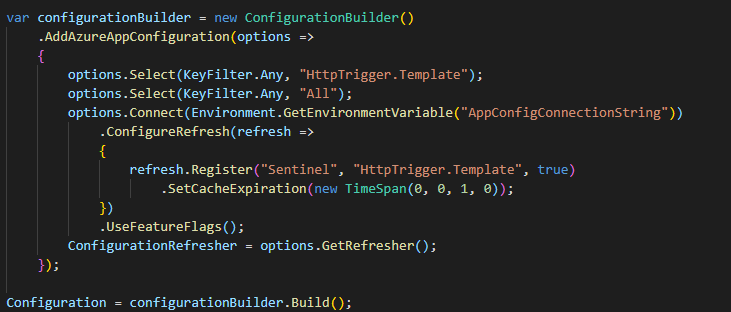 var configurationBuilder = new ConfigurationBuilder()
    .AddAzureAppConfiguration(options =>
    {
        options.Select(KeyFilter.Any, "HttpTrigger.Template");
        options.Select(KeyFilter.Any, "All");
        options.Connect(Environment.GetEnvironmentVariable("AppConfigConnectionString"))
            .ConfigureRefresh(refresh =>
            {
                refresh.Register("Sentinel", "HttpTrigger.Template", true)
                    .SetCacheExpiration(new TimeSpan(0, 0, 1, 0));
            })
            .UseFeatureFlags();
        ConfigurationRefresher = options.GetRefresher();
    });

Configuration = configurationBuilder.Build();